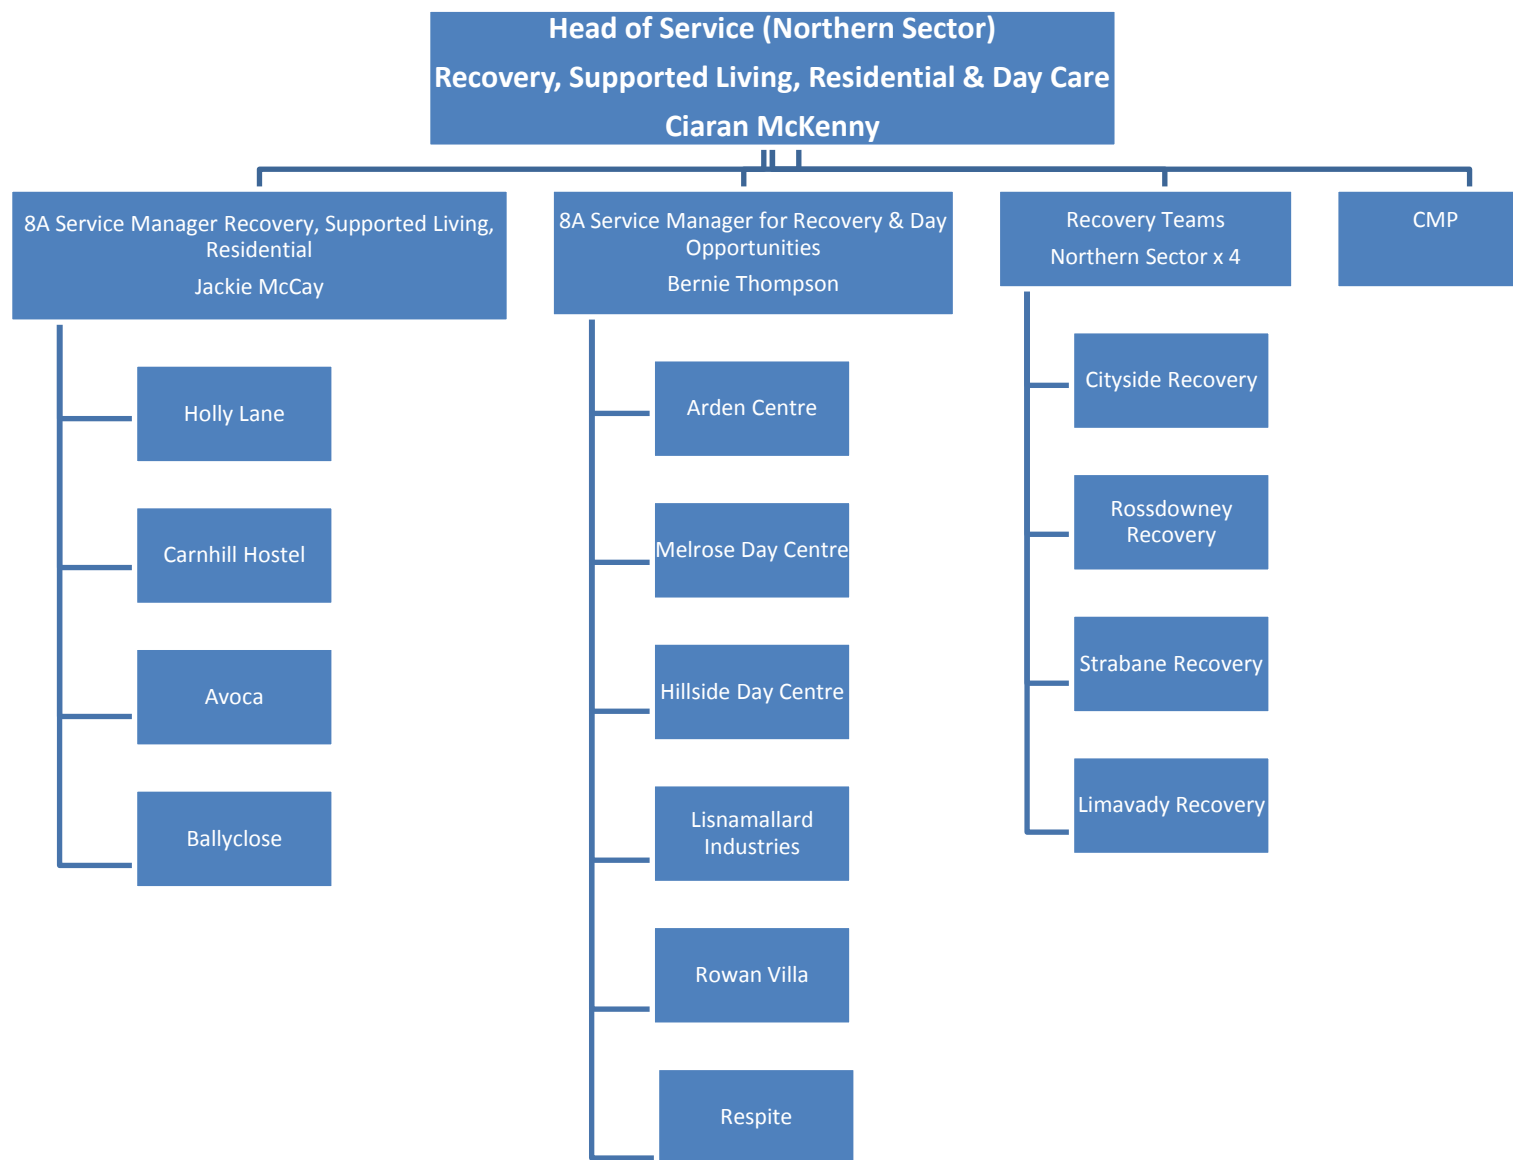 Head of Service (Northern Sector)
Recovery, Supported Living, Residential & Day Care
Ciaran McKenny
8A Service Manager Recovery, Supported Living,
Residential
Jackie McCay
Holly Lane
Carnhill Hostel
Avoca
Ballyclose
8A Service Manager for Recovery & Day
Opportunities
Bernie Thompson
Arden Centre
Melrose Day Centre
Hillside Day Centre
Lisnamallard
Industries
Rowan Villa
Respite
Recovery Teams
Northern Sector x 4
Cityside Recovery
Rossdowney
Recovery
Strabane Recovery
Limavady Recovery
CMP